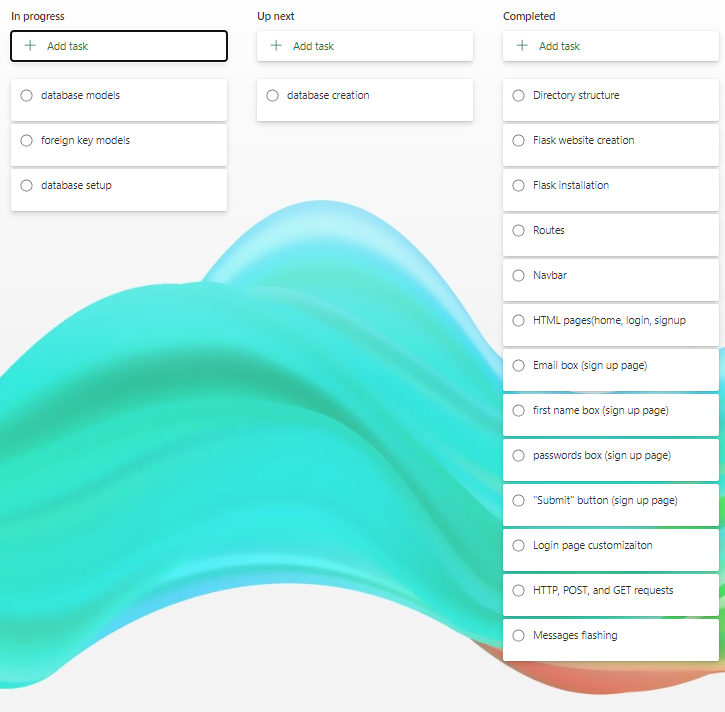 In progress
+ Add task
database models
foreign key models
database setup
Up next
+ Add task
database creation
Completed
+ Add task
Directory structure
Flask website creation
Flask installation
Routes
Navbar
HTML pages(home, login, signup
Email box (sign up page)
first name box (sign up page)
passwords box (sign up page)
"Submit" button (sign up page)
Login page customizaiton
HTTP, POST, and GET requests
Messages flashing